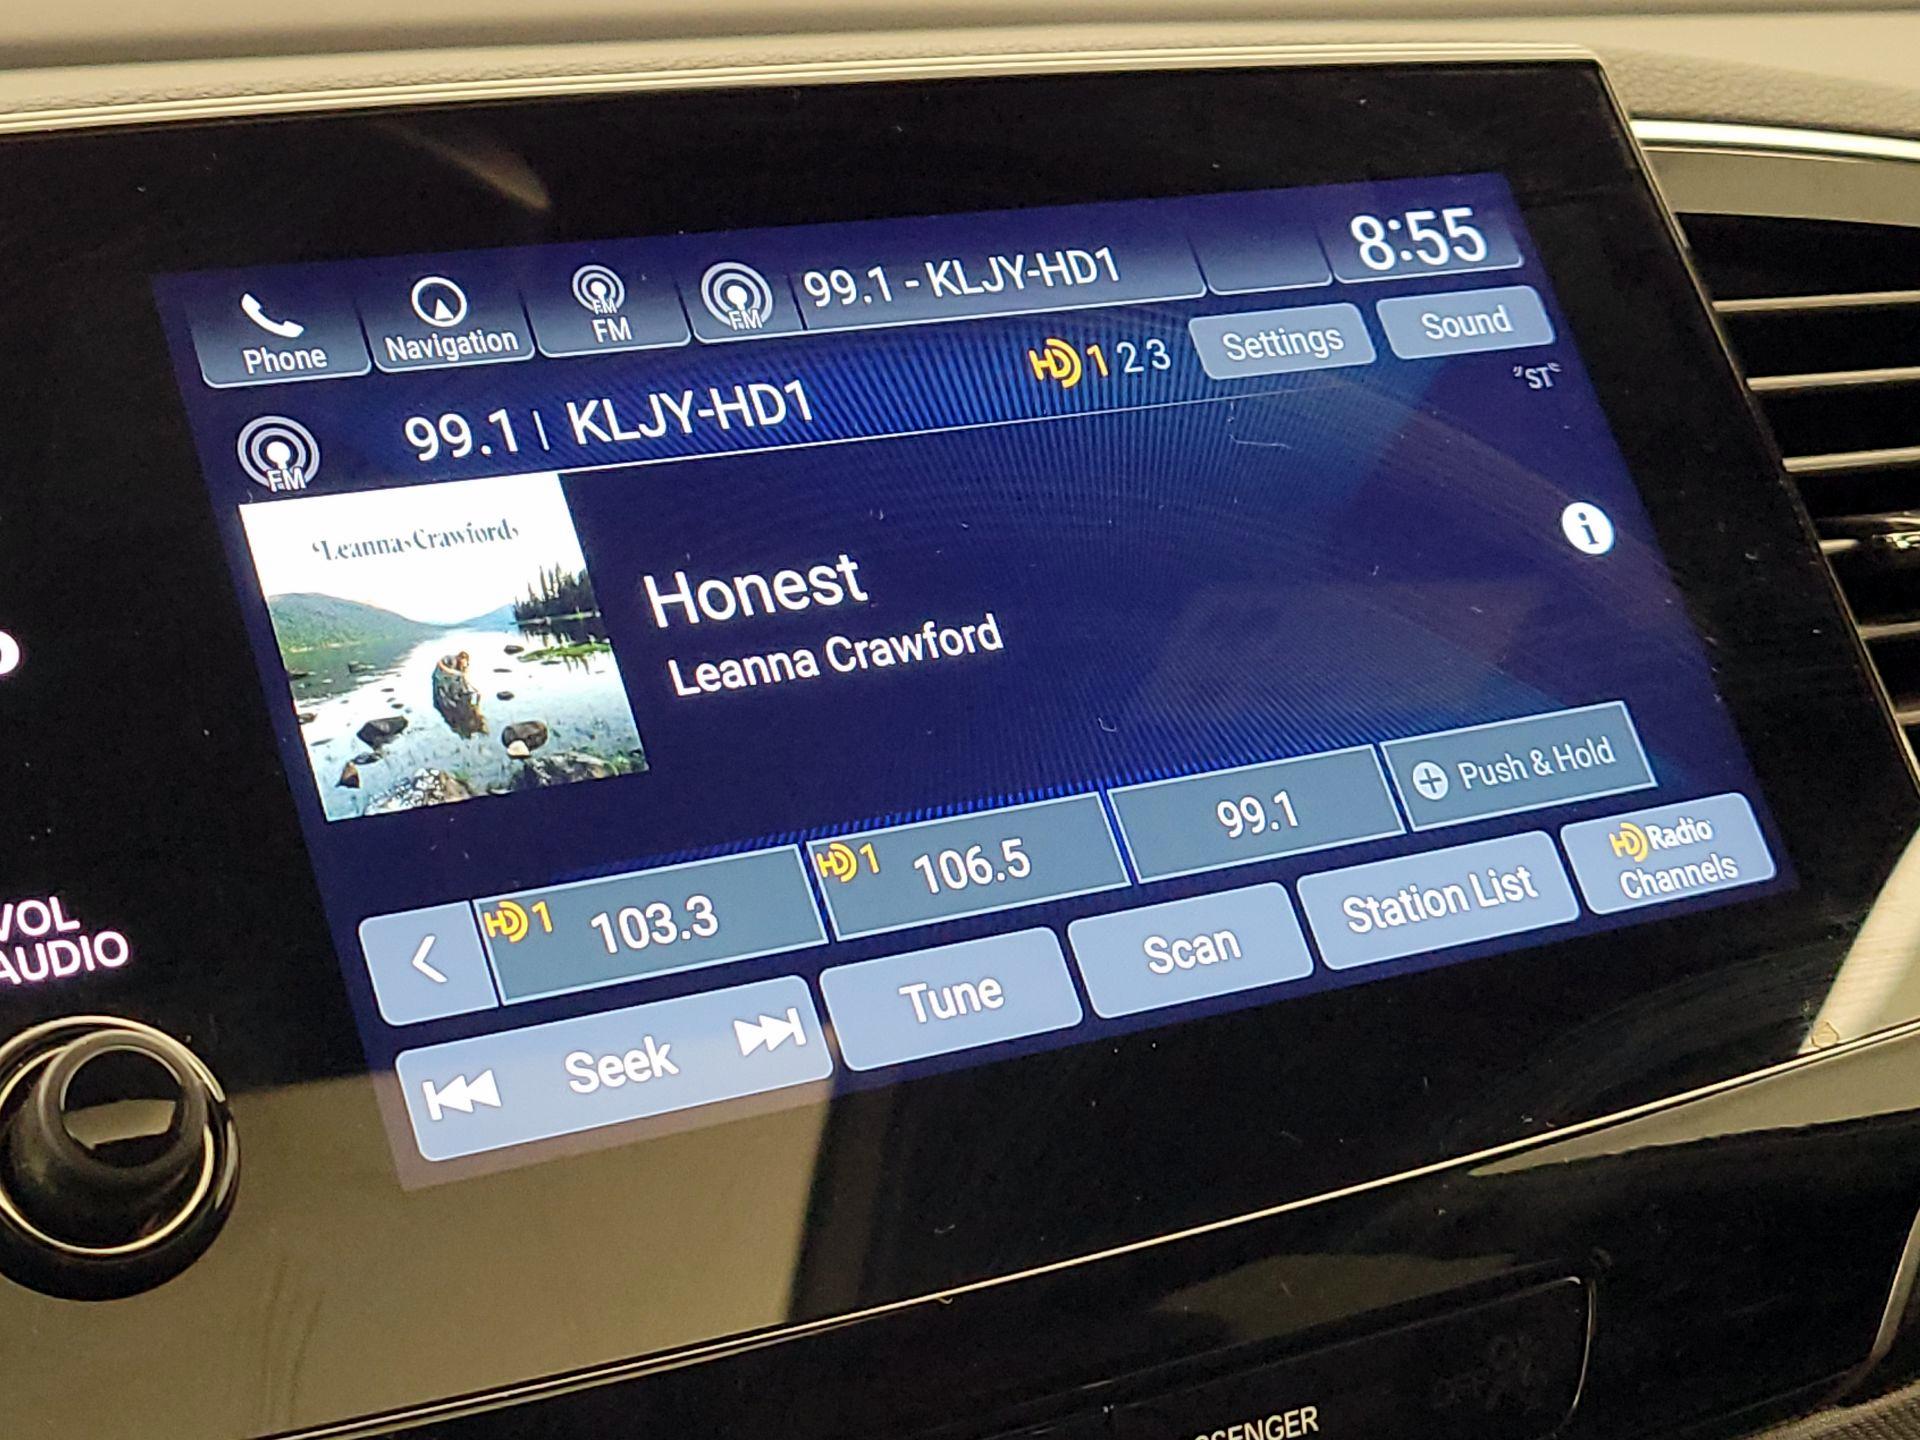 Phone
Navigation
FM
FM
FM
99.1 - KLJY-HD1
8:55
FM
99.1 | KLJY-HD1
HD 1 2 3
Settings
Sound
"ST"
Leanna Crawford
Honest
Leanna Crawford
i
HD 1 103.3
HD 1 106.5
99.1
+ Push & Hold
Seek
Tune
Scan
Station List
HD Radio
Channels
VOL
AUDIO